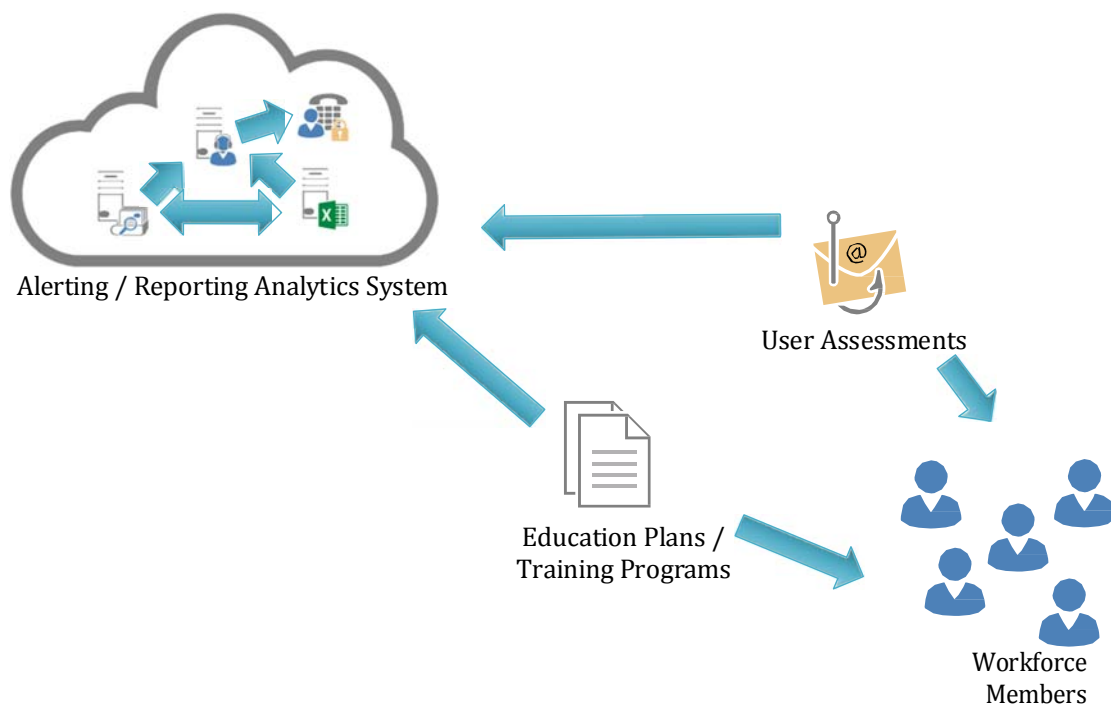 Alerting / Reporting Analytics System
@
User Assessments
Education Plans /
Training Programs
Workforce
Members